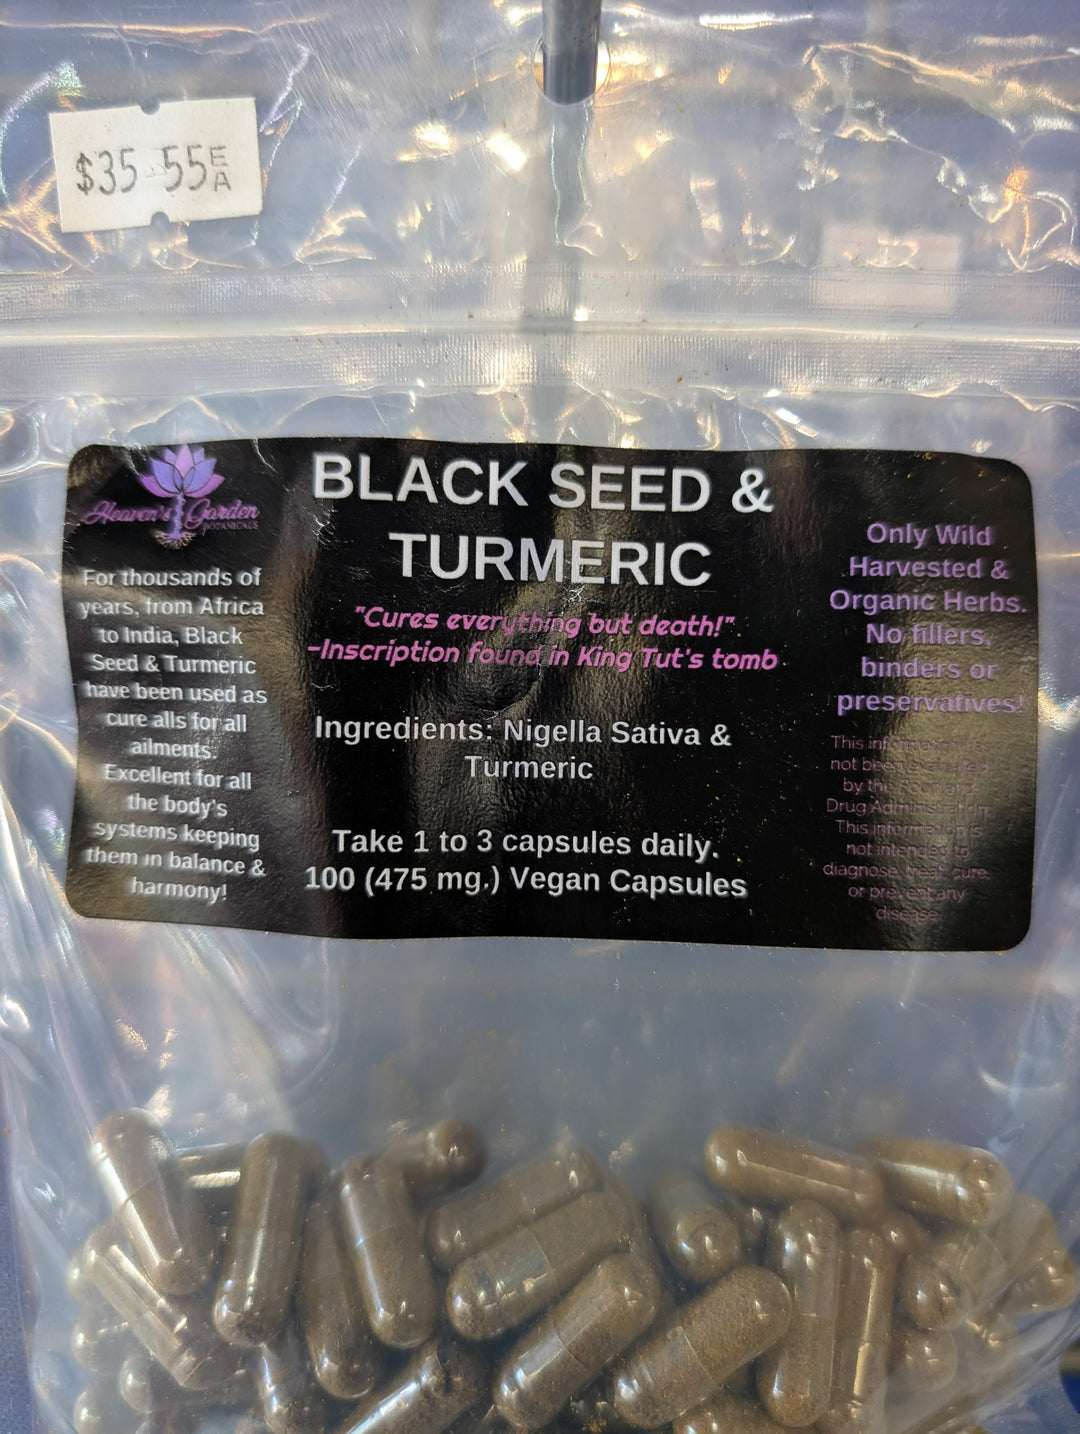 $35 55 EA
Heaven's Garden
BOTANICALS
For thousands of
years, from Africa
to India, Black
Seed & Turmeric
have been used as
cure alls for all
ailments.
Excellent for all
the body's
systems keeping
them in balance &
harmony!
BLACK SEED &
TURMERIC
"Cures everything but death!"
-Inscription found in King Tut's tomb
Ingredients: Nigella Sativa &
Turmeric
Take 1 to 3 capsules daily.
100 (475 mg.) Vegan Capsules
Only Wild
Harvested &
Organic Herbs.
No fillers,
binders or
preservatives!
This information
not been
by the
Drug Administration.
This information is
not intended to
diagnose, treat, cure,
or prevent any
disease.